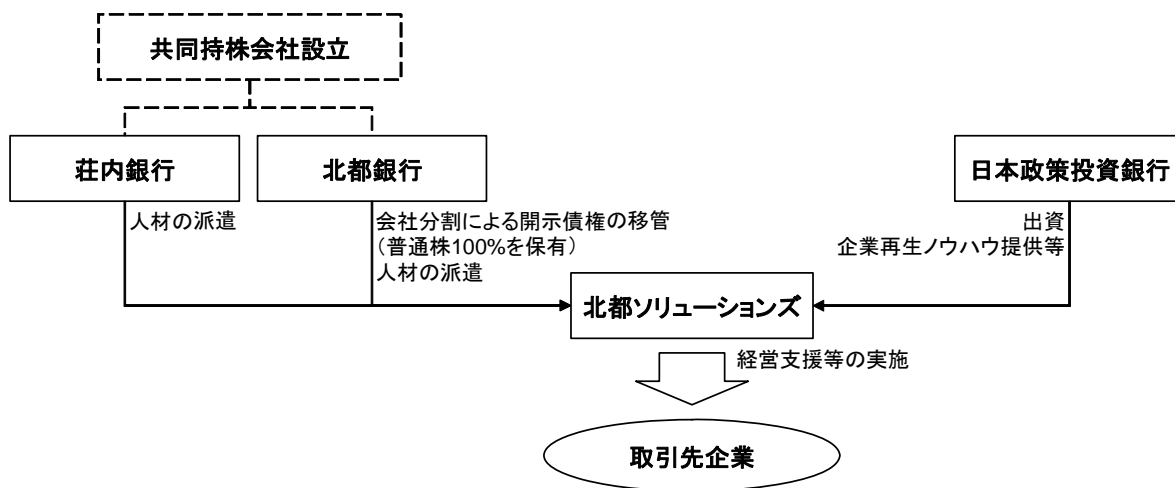 共同持株会社設立
荘内銀行
北都銀行
日本政策投資銀行
人材の派遣
会社分割による開示債権の移管
(普通株100%を保有)
人材の派遣
出資
企業再生ノウハウ提供等
北都ソリューションズ
経営支援等の実施
取引先企業